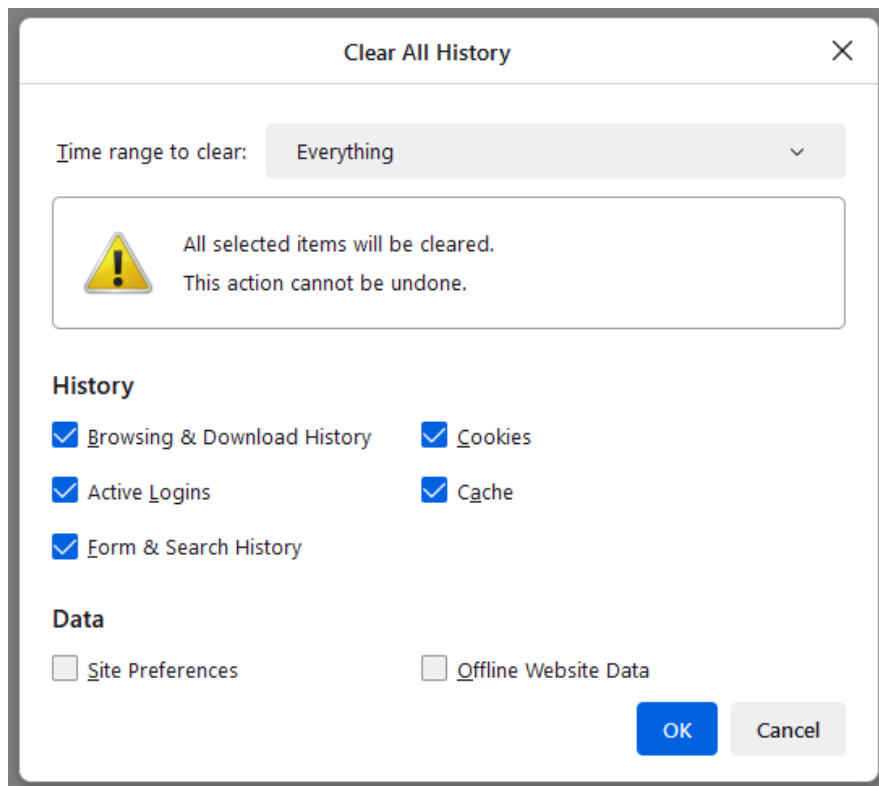 Clear All History
Time range to clear: Everything
All selected items will be cleared.
This action cannot be undone.
History
Browsing & Download History Cookies
Active Logins Cache
Form & Search History
Data
Site Preferences Offline Website Data
OK Cancel